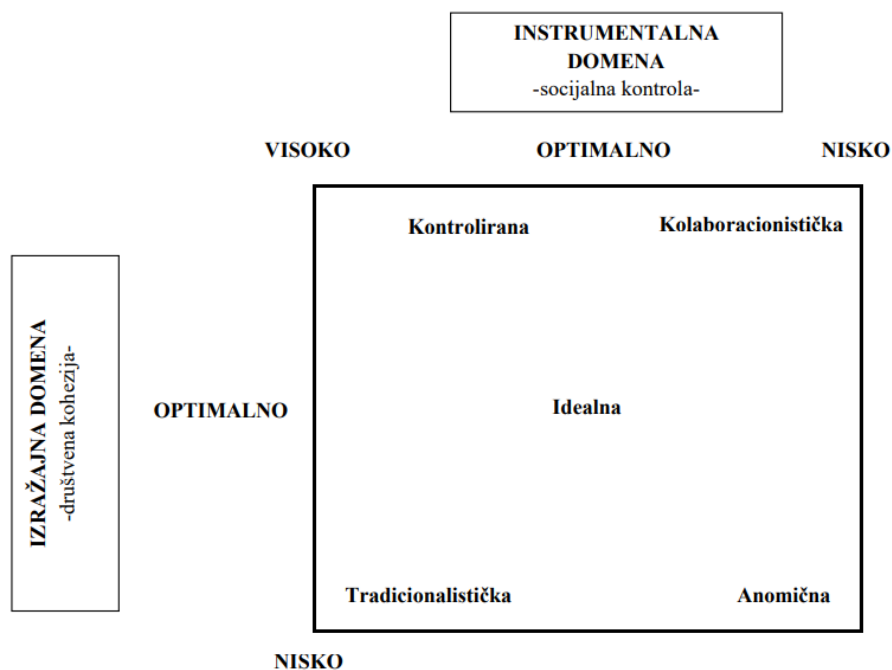 INSTRUMENTALNA
DOMENA
-socijalna kontrola-
VISOKO OPTIMALNO NISKO
Kontrolirana Kolaboracionistička
IZRAŽAJNA DOMENA
-društvena kohezija-
OPTIMALNO Idealna
Tradicionalistička Anomična
NISKO